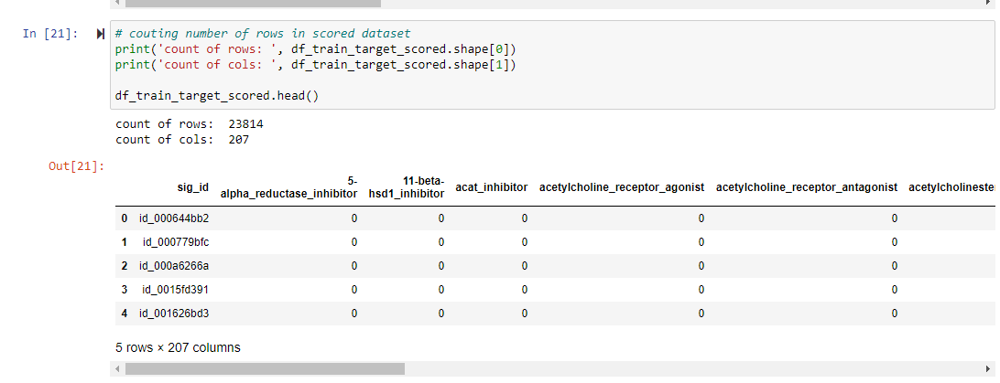 In [21]:
# couting number of rows in scored dataset
print('count of rows: ', df_train_target_scored.shape[0])
print('count of cols: ', df_train_target_scored.shape[1])
df_train_target_scored.head()
count of rows:  23814
count of cols:  207
Out[21]:
sig_id 5-alpha_reductase_inhibitor 11-beta-hsd1_inhibitor acat_inhibitor acetylcholine_receptor_agonist acetylcholine_receptor_antagonist acetylcholineste
0 id_000644bb2 0 0 0 0 0
1 id_000779bfc 0 0 0 0 0
2 id_000a6266a 0 0 0 0 0
3 id_0015fd391 0 0 0 0 0
4 id_001626bd3 0 0 0 0 0
5 rows × 207 columns